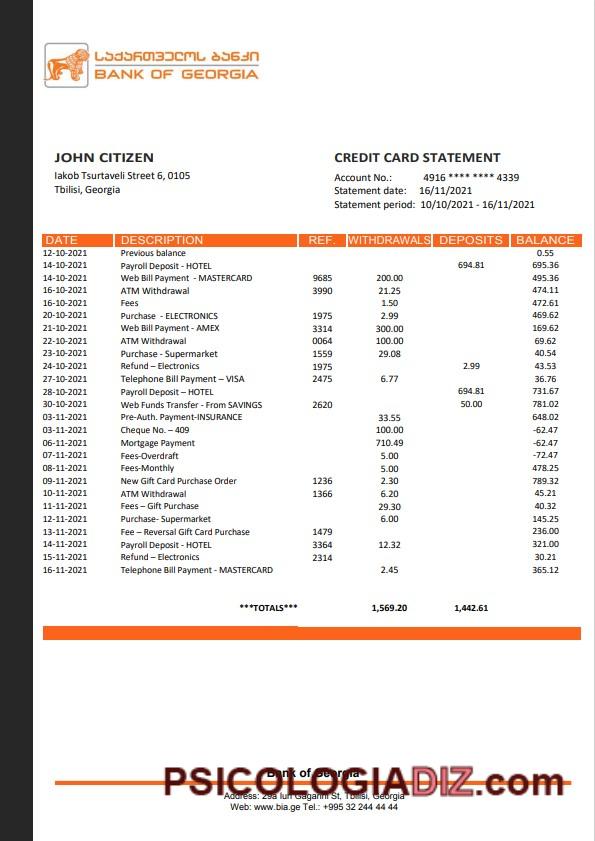 საქართველოს ბანკი
BANK OF GEORGIA
JOHN CITIZEN
Iakob Tsurtaveli Street 6, 0105
Tbilisi, Georgia
CREDIT CARD STATEMENT
Account No.: 4916 **** **** 4339
Statement date: 16/11/2021
Statement period: 10/10/2021 - 16/11/2021
DATE DESCRIPTION REF. WITHDRAWALS DEPOSITS BALANCE
12-10-2021 Previous balance 0.55
14-10-2021 Payroll Deposit - HOTEL 694.81 695.36
14-10-2021 Web Bill Payment - MASTERCARD 9685 200.00 495.36
16-10-2021 ATM Withdrawal 3990 21.25 474.11
16-10-2021 Fees 1.50 472.61
20-10-2021 Purchase - ELECTRONICS 1975 2.99 469.62
21-10-2021 Web Bill Payment - AMEX 3314 300.00 169.62
22-10-2021 ATM Withdrawal 0064 100.00 69.62
23-10-2021 Purchase - Supermarket 1559 29.08 40.54
24-10-2021 Refund – Electronics 1975 2.99 43.53
27-10-2021 Telephone Bill Payment – VISA 2475 6.77 36.76
28-10-2021 Payroll Deposit – HOTEL 694.81 731.67
30-10-2021 Web Funds Transfer - From SAVINGS 2620 50.00 781.02
03-11-2021 Pre-Auth. Payment-INSURANCE 33.55 648.02
03-11-2021 Cheque No. – 409 100.00 -62.47
06-11-2021 Mortgage Payment 710.49 -62.47
07-11-2021 Fees-Overdraft 5.00 -72.47
08-11-2021 Fees-Monthly 5.00 478.25
09-11-2021 New Gift Card Purchase Order 1236 2.30 789.32
10-11-2021 ATM Withdrawal 1366 6.20 45.21
11-11-2021 Fees – Gift Purchase 29.30 40.32
12-11-2021 Purchase- Supermarket 6.00 145.25
13-11-2021 Fee – Reversal Gift Card Purchase 1479 236.00
14-11-2021 Payroll Deposit - HOTEL 3364 12.32 321.00
15-11-2021 Refund – Electronics 2314 30.21
16-11-2021 Telephone Bill Payment - MASTERCARD 2.45 365.12
***TOTALS*** 1,569.20 1,442.61
Bank of Georgia
PSICOLOGIADIZ.com
Address: 29a Iuri Gagarini St, Tbilisi, Georgia
Web: www.bia.ge Tel.: +995 32 244 44 44